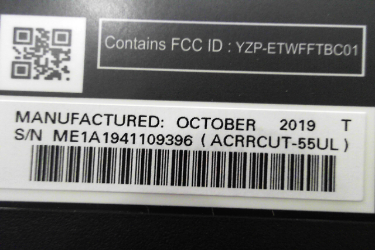 Contains FCC ID : YZP-ETWFFTBC01
MANUFACTURED: OCTOBER 2019 T
S/N ME1A1941109396 ( ACRRCUT-55UL )